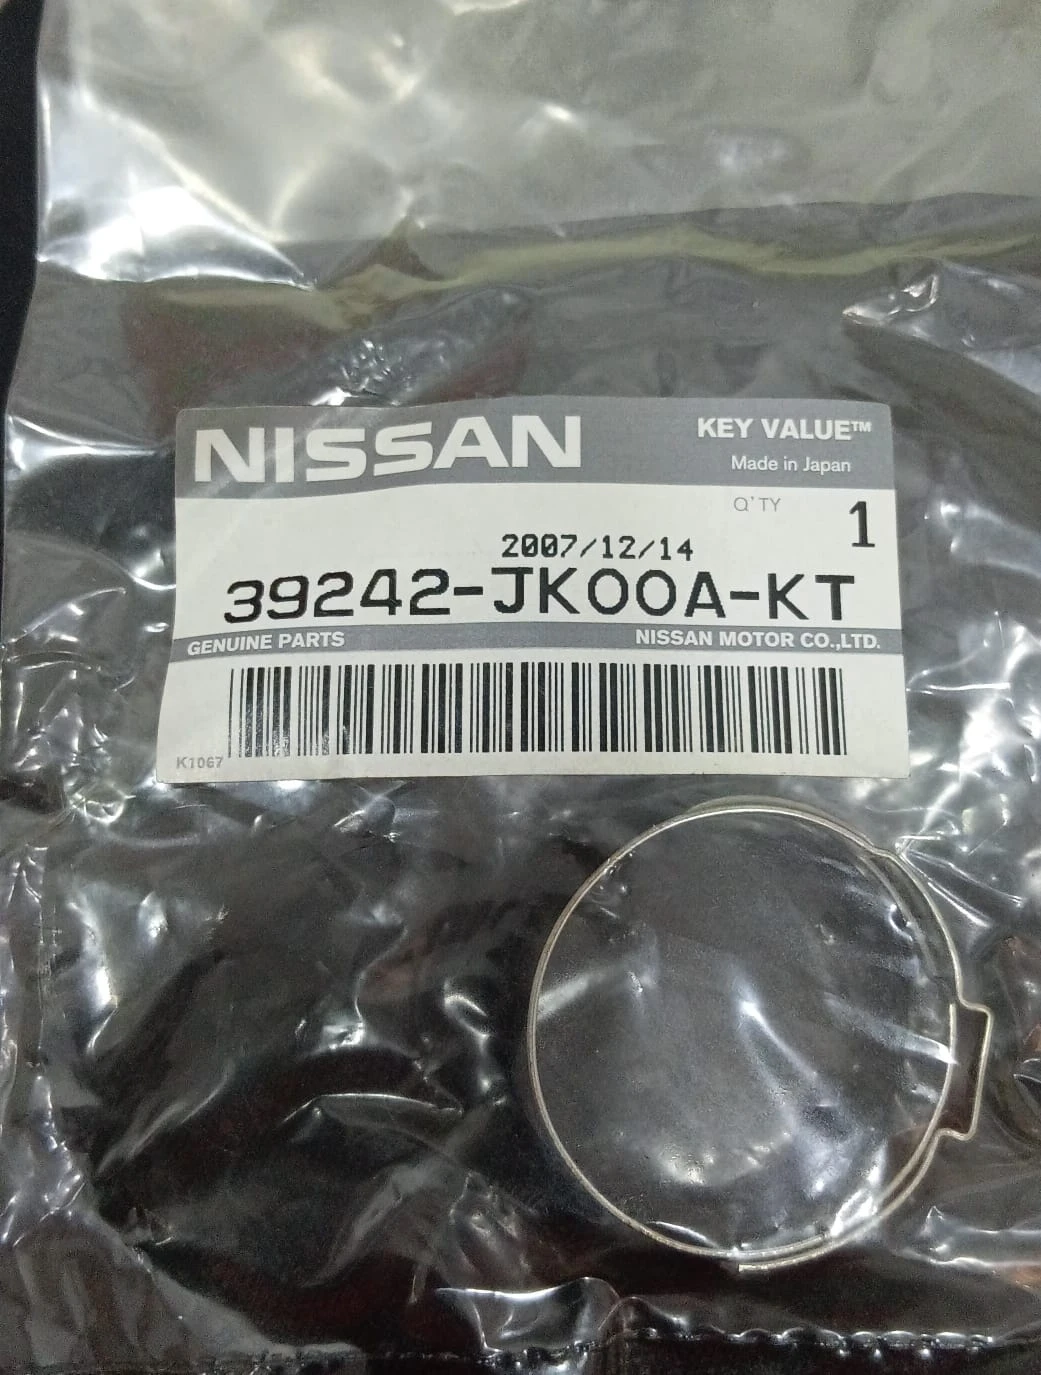 NISSAN
KEY VALUE™
Made in Japan
Q'TY 1
2007/12/14
39242-JK00A-KT
GENUINE PARTS NISSAN MOTOR CO.,LTD.
K1067